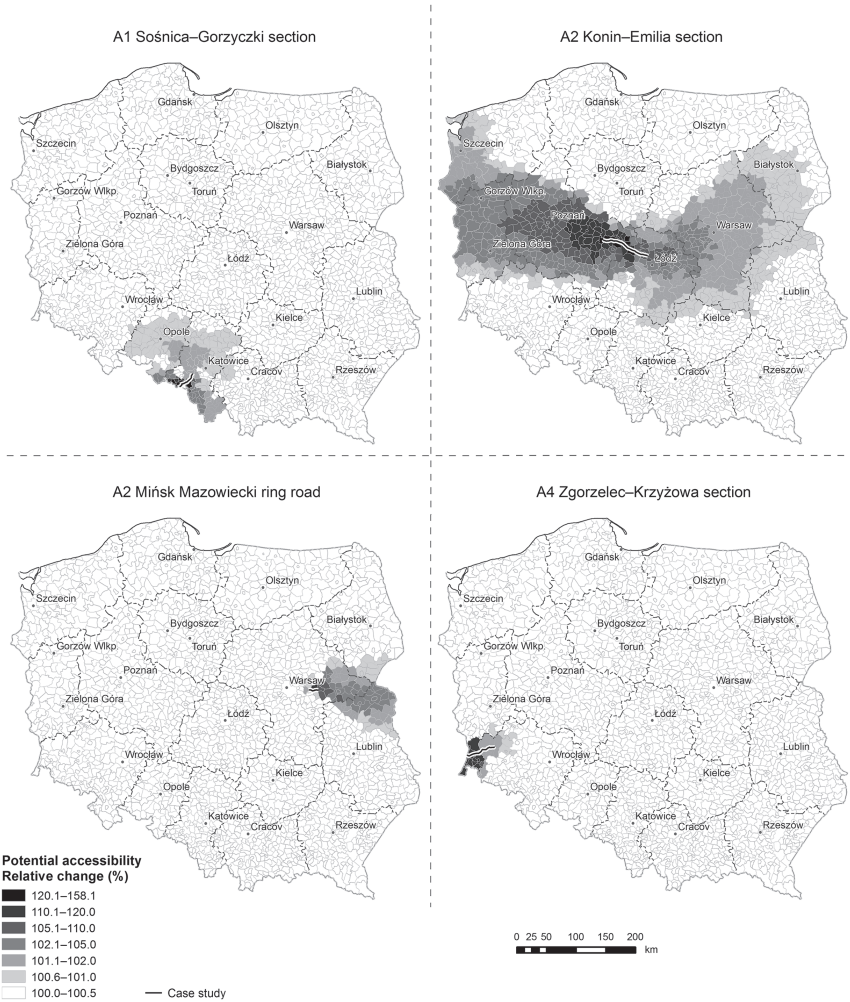 A1 Sośnica–Gorzyczki section
Gdańsk
Olsztyn
Szczecin
Białystok
Bydgoszcz
Toruń
Gorzów Wlkp.
Poznań
Warsaw
Zielona Góra
Łódź
Lublin
Wrocław
Kielce
Opole
Katowice
Cracov
Rzeszów
A2 Konin–Emilia section
Gdańsk
Olsztyn
Szczecin
Białystok
Bydgoszcz
Toruń
Gorzów Wlkp.
Poznań
Warsaw
Zielona Góra
Łódź
Lublin
Wrocław
Kielce
Opole
Katowice
Cracov
Rzeszów
A2 Mińsk Mazowiecki ring road
Gdańsk
Olsztyn
Szczecin
Białystok
Bydgoszcz
Toruń
Gorzów Wlkp.
Poznań
Warsaw
Zielona Góra
Łódź
Lublin
Wrocław
Kielce
Opole
Katowice
Cracov
Rzeszów
A4 Zgorzelec–Krzyżowa section
Gdańsk
Olsztyn
Szczecin
Białystok
Bydgoszcz
Toruń
Gorzów Wlkp.
Poznań
Warsaw
Zielona Góra
Łódź
Lublin
Wrocław
Kielce
Opole
Katowice
Cracov
Rzeszów
Potential accessibility
Relative change (%)
120.1–158.1
110.1–120.0
105.1–110.0
102.1–105.0
101.1–102.0
100.6–101.0
100.0–100.5
Case study
0 25 50 100 150 200
km